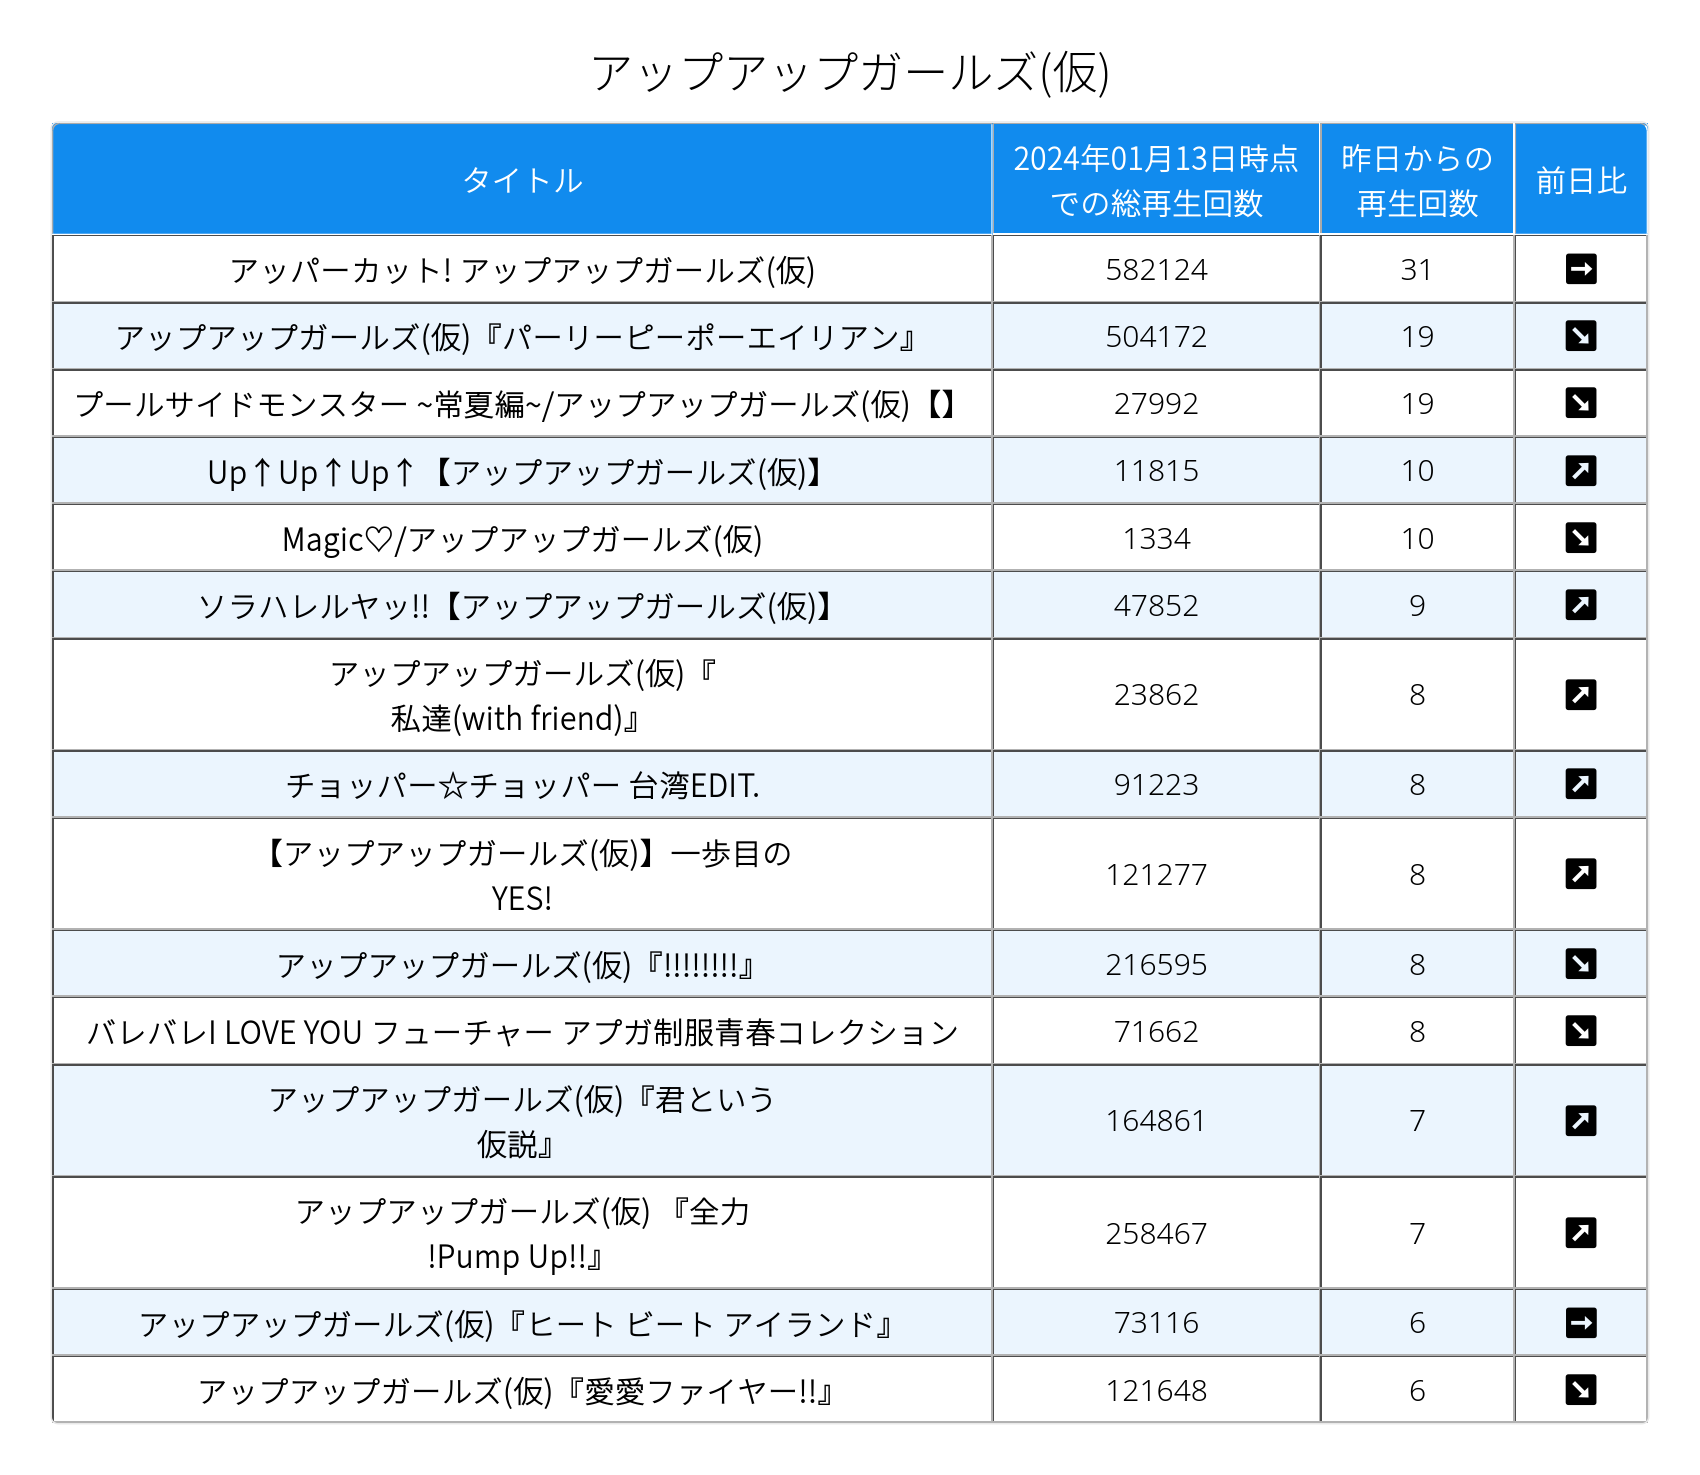 アップアップガールズ(仮)
タイトル
2024年01月13日時点
での総再生回数
昨日からの
再生回数
前日比
アッパーカット! アップアップガールズ(仮)
582124
31
アップアップガールズ(仮)『パーリーピーポーエイリアン』
504172
19
プールサイドモンスター ~常夏編~/アップアップガールズ(仮)【】
27992
19
Up↑Up↑Up↑【アップアップガールズ(仮)】
11815
10
Magic♡/アップアップガールズ(仮)
1334
10
ソラハレルヤッ!!【アップアップガールズ(仮)】
47852
9
アップアップガールズ(仮)『
私達(with friend)』
23862
8
チョッパー☆チョッパー 台湾EDIT.
91223
8
【アップアップガールズ(仮)】一歩目の
YES!
121277
8
アップアップガールズ(仮)『!!!!!!!!』
216595
8
バレバレI LOVE YOU フューチャー アプガ制服青春コレクション
71662
8
アップアップガールズ(仮)『君という
仮説』
164861
7
アップアップガールズ(仮) 『全力
!Pump Up!!』
258467
7
アップアップガールズ(仮)『ヒート ビート アイランド』
73116
6
アップアップガールズ(仮)『愛愛ファイヤー!!』
121648
6